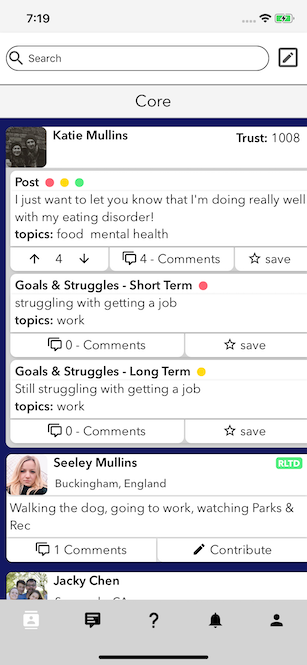 7:19
Search
Core
Katie Mullins
Trust: 1008
Post
I just want to let you know that I'm doing really well
with my eating disorder!
topics: food mental health
4
4 - Comments
save
Goals & Struggles - Short Term
struggling with getting a job
topics: work
0 - Comments
save
Goals & Struggles - Long Term
Still struggling with getting a job
topics: work
0 - Comments
save
Seeley Mullins
RLTD
Buckingham, England
Walking the dog, going to work, watching Parks &
Rec
1 Comments
Contribute
Jacky Chen
?